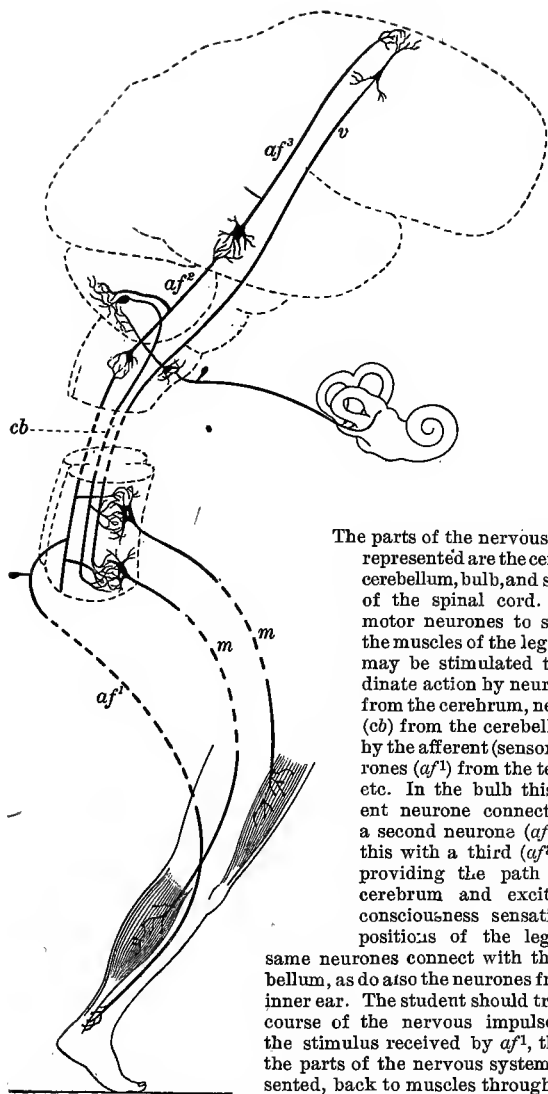 af³
v
af²
cb
m
m
af¹
The parts of the nervous
represented are the cer
cerebellum, bulb, and s
of the spinal cord.
motor neurones to s
the muscles of the leg
may be stimulated t
dinate action by neur
from the cerebrum, ne
(cb) from the cerebell
by the afferent (sensor
rones (af¹) from the te
etc. In the bulb this
ent neurone connect
a second neurone (af
this with a third (af³
providing the path
cerebrum and excit
consciousness sensati
positions of the leg
same neurones connect with the
bellum, as do also the neurones fr
inner ear. The student should tr
course of the nervous impulse
the stimulus received by af¹, th
the parts of the nervous system
sented, back to muscles through